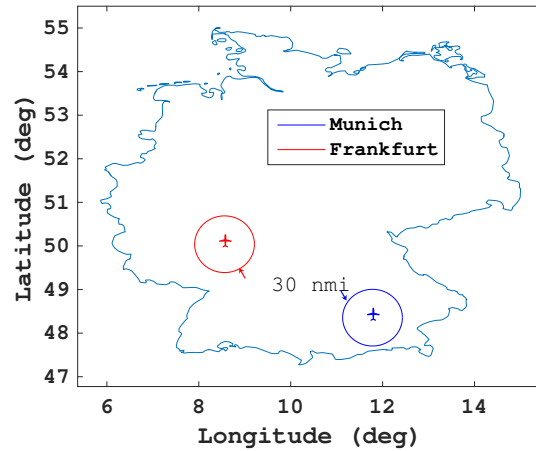 55
54
53
52
51
50
49
48
47
Latitude (deg)
Munich
Frankfurt
30 nmi
6 8 10 12 14
Longitude (deg)